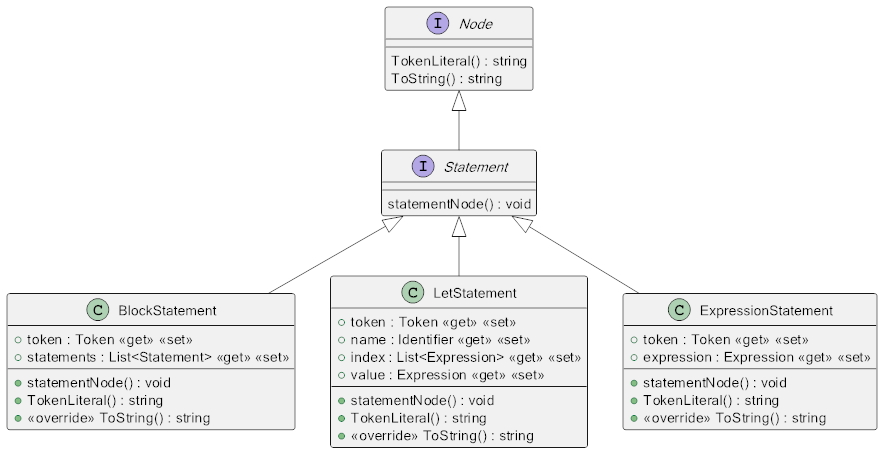 I Node
TokenLiteral() : string
ToString() : string
I Statement
statementNode() : void
C BlockStatement
token : Token «get» «set»
statements : List<Statement> «get» «set»
statementNode() : void
TokenLiteral() : string
«override» ToString() : string
C LetStatement
token : Token «get» «set»
name : Identifier «get» «set»
index : List<Expression> «get» «set»
value : Expression «get» «set»
statementNode() : void
TokenLiteral() : string
«override» ToString() : string
C ExpressionStatement
token : Token «get» «set»
expression : Expression «get» «set»
statementNode() : void
TokenLiteral() : string
«override» ToString() : string